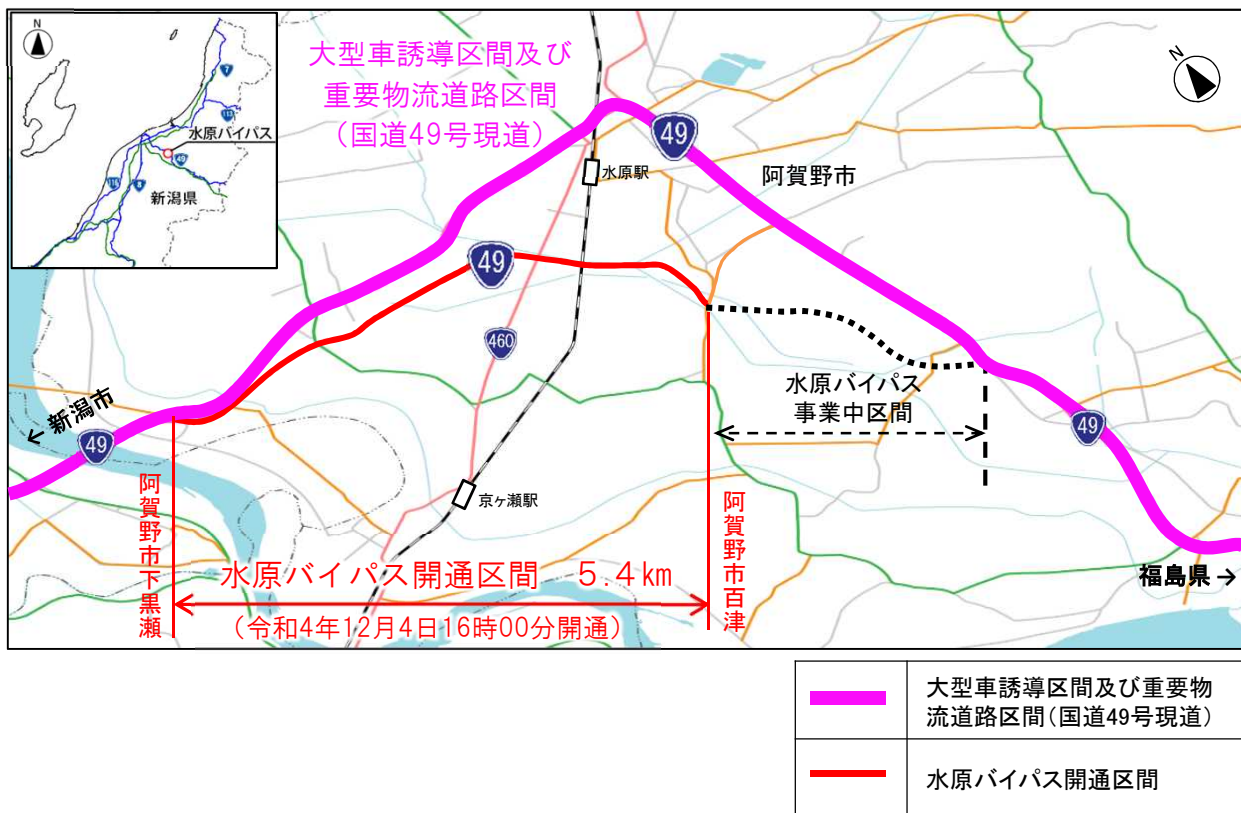 N
7
113
水原バイパス
49
116
8
新潟県
大型車誘導区間及び
重要物流道路区間
（国道49号現道）
N
49
水原駅
阿賀野市
49
460
水原バイパス
事業中区間
←新潟市
49
49
京ヶ瀬駅
阿賀野市下黒瀬
阿賀野市百津
水原バイパス開通区間　5.4km
（令和4年12月4日16時00分開通）
福島県→
大型車誘導区間及び重要物
流道路区間（国道49号現道）
水原バイパス開通区間